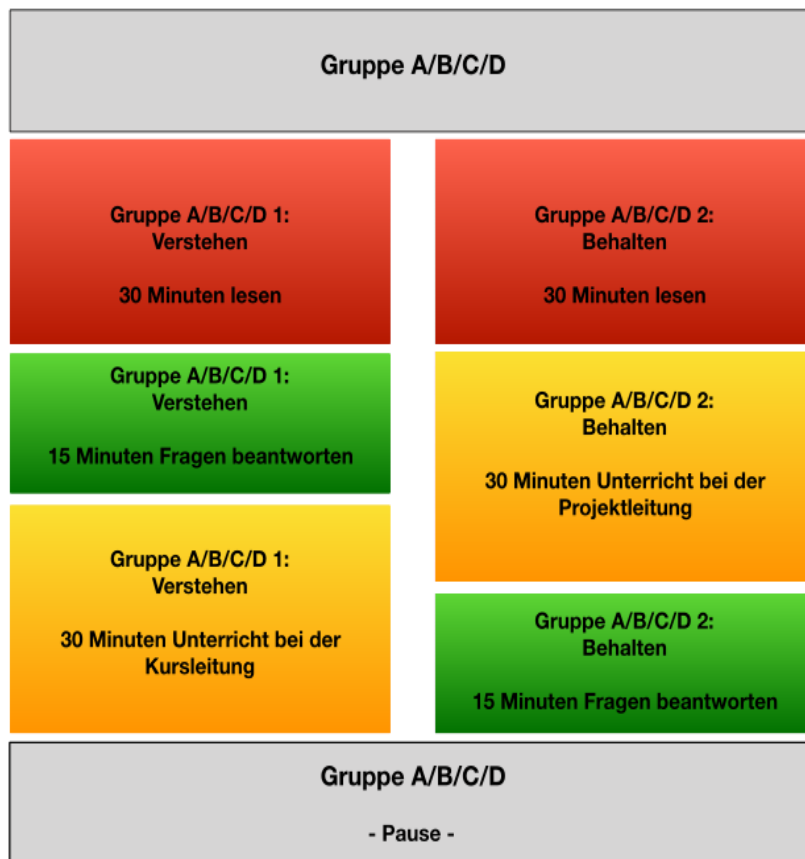 Gruppe A/B/C/D
Gruppe A/B/C/D 1:
Verstehen
30 Minuten lesen
Gruppe A/B/C/D 2:
Behalten
30 Minuten lesen
Gruppe A/B/C/D 1:
Verstehen
15 Minuten Fragen beantworten
Gruppe A/B/C/D 2:
Behalten
30 Minuten Unterricht bei der
Projektleitung
Gruppe A/B/C/D 1:
Verstehen
30 Minuten Unterricht bei der
Kursleitung
Gruppe A/B/C/D 2:
Behalten
15 Minuten Fragen beantworten
Gruppe A/B/C/D
- Pause -